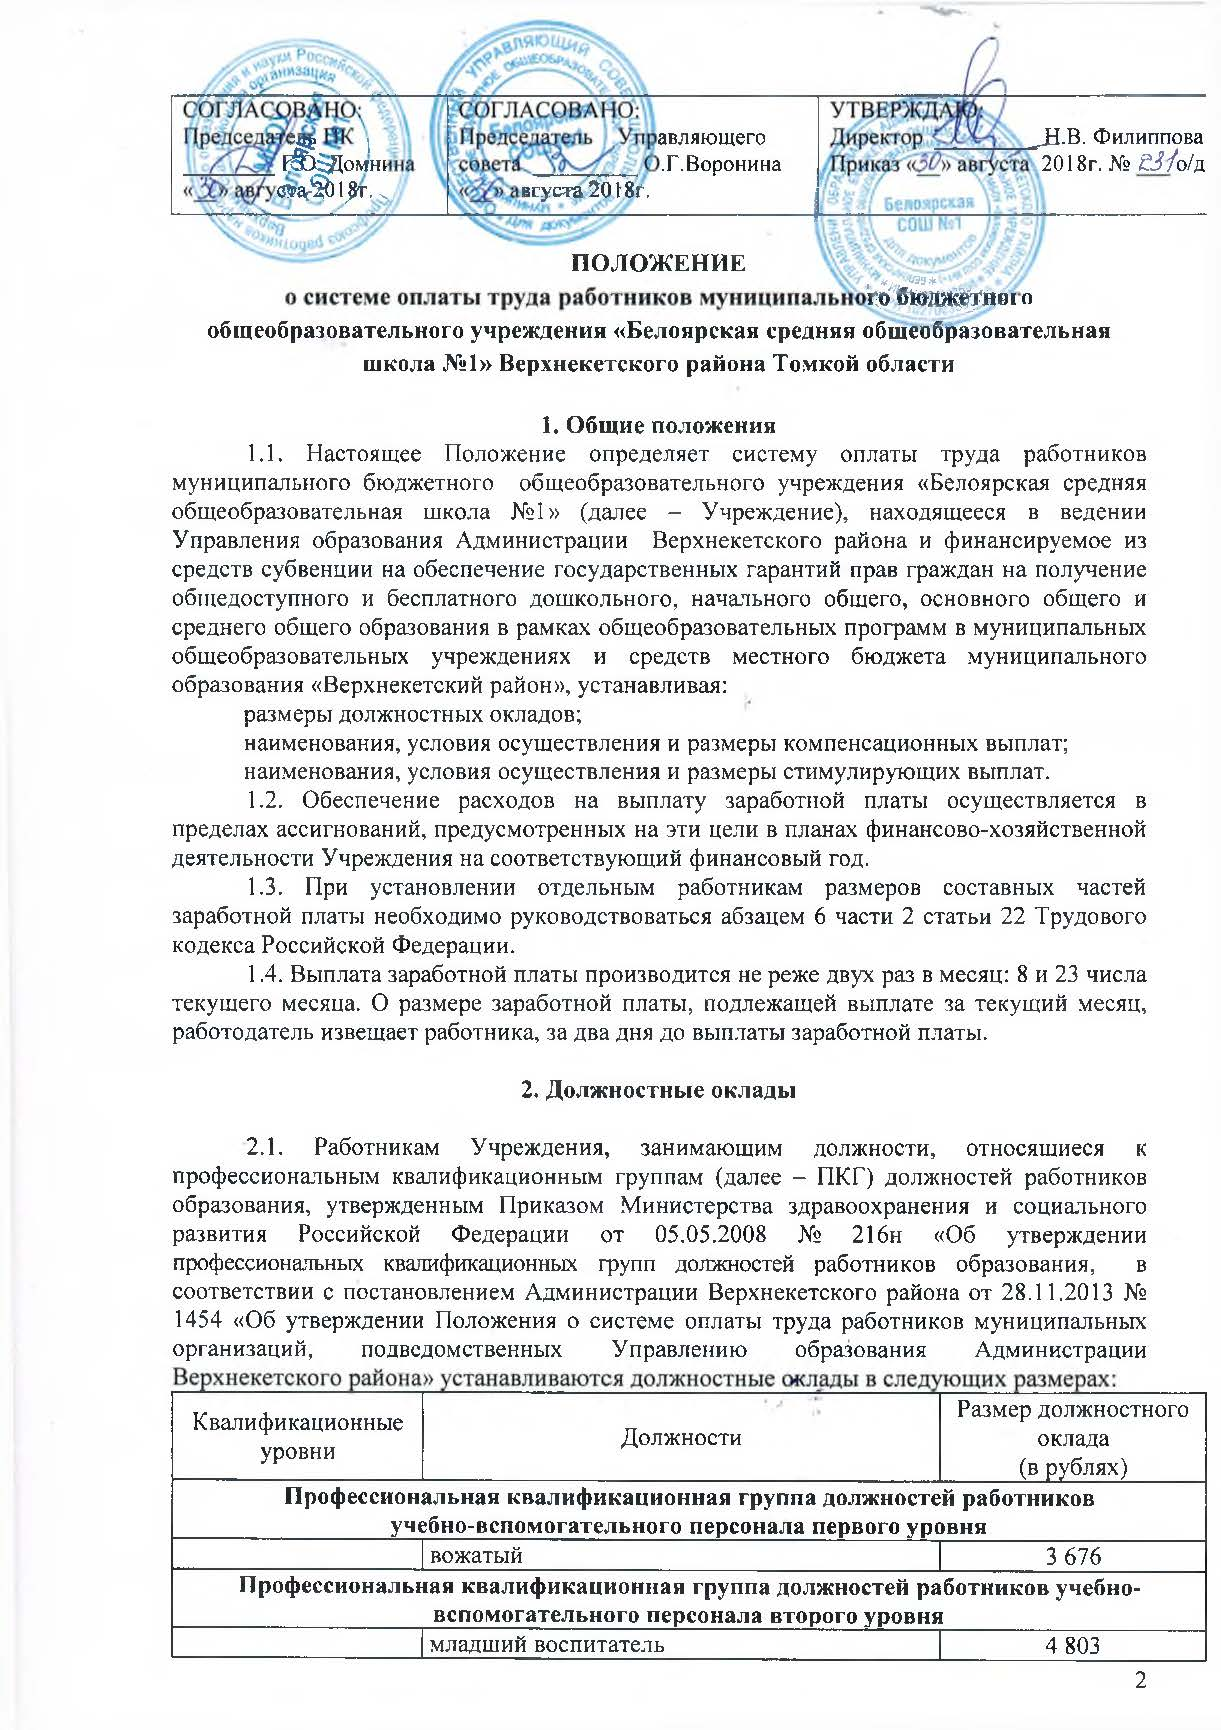 СОГЛАСОВАНО:
Председатель ПК
Г.О. Домнина
«30» августа 2018г.
СОГЛАСОВАНО:
Председатель Управляющего
совета О.Г.Воронина
«30» августа 2018г.
УТВЕРЖДАЮ:
Директор Н.В. Филиппова
Приказ «30» августа 2018г. № 231о/д
Белоярская
СОШ №1
для документов
ПОЛОЖЕНИЕ
о системе оплаты труда работников муниципального бюджетного
общеобразовательного учреждения «Белоярская средняя общеобразовательная
школа №1» Верхнекетского района Томкой области
1. Общие положения
1.1. Настоящее Положение определяет систему оплаты труда работников
муниципального бюджетного общеобразовательного учреждения «Белоярская средняя
общеобразовательная школа №1» (далее – Учреждение), находящееся в ведении
Управления образования Администрации Верхнекетского района и финансируемое из
средств субвенции на обеспечение государственных гарантий прав граждан на получение
общедоступного и бесплатного дошкольного, начального общего, основного общего и
среднего общего образования в рамках общеобразовательных программ в муниципальных
общеобразовательных учреждениях и средств местного бюджета муниципального
образования «Верхнекетский район», устанавливая:
размеры должностных окладов;
наименования, условия осуществления и размеры компенсационных выплат;
наименования, условия осуществления и размеры стимулирующих выплат.
1.2. Обеспечение расходов на выплату заработной платы осуществляется в
пределах ассигнований, предусмотренных на эти цели в планах финансово-хозяйственной
деятельности Учреждения на соответствующий финансовый год.
1.3. При установлении отдельным работникам размеров составных частей
заработной платы необходимо руководствоваться абзацем 6 части 2 статьи 22 Трудового
кодекса Российской Федерации.
1.4. Выплата заработной платы производится не реже двух раз в месяц: 8 и 23 числа
текущего месяца. О размере заработной платы, подлежащей выплате за текущий месяц,
работодатель извещает работника, за два дня до выплаты заработной платы.
2. Должностные оклады
2.1. Работникам Учреждения, занимающим должности, относящиеся к
профессиональным квалификационным группам (далее – ПКГ) должностей работников
образования, утвержденным Приказом Министерства здравоохранения и социального
развития Российской Федерации от 05.05.2008 № 216н «Об утверждении
профессиональных квалификационных групп должностей работников образования, в
соответствии с постановлением Администрации Верхнекетского района от 28.11.2013 №
1454 «Об утверждении Положения о системе оплаты труда работников муниципальных
организаций, подведомственных Управлению образования Администрации
Верхнекетского района» устанавливаются должностные оклады в следующих размерах:
Квалификационные
уровни
Должности
Размер должностного
оклада
(в рублях)
Профессиональная квалификационная группа должностей работников
учебно-вспомогательного персонала первого уровня
вожатый 3 676
Профессиональная квалификационная группа должностей работников учебно-
вспомогательного персонала второго уровня
младший воспитатель 4 803
2